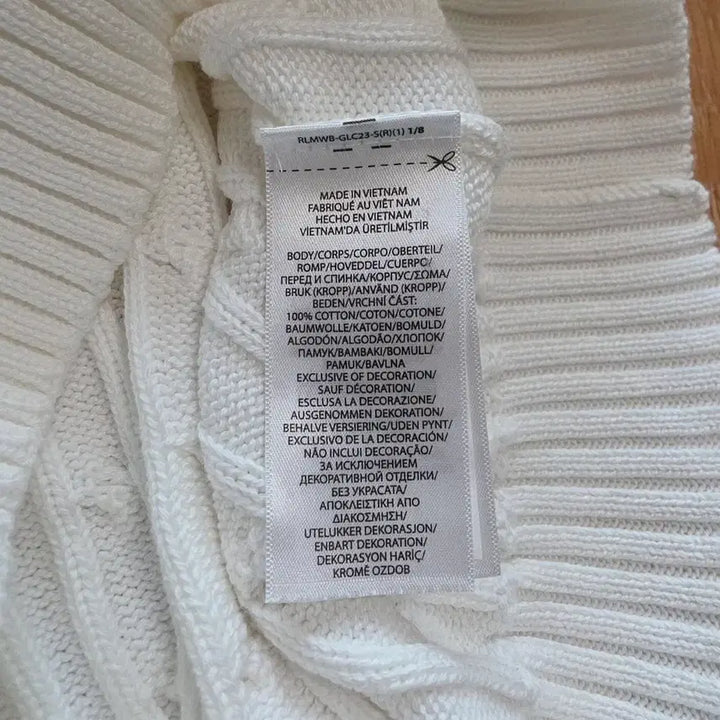 RLMWB-GLC23-S(R)(1) 1/8
MADE IN VIETNAM
FABRIQUÉ AU VIÊT NAM
HECHO EN VIETNAM
VIETNAM'DA ÜRETİLMİŞTİR
BODY/CORPS/CORPO/OBERTEIL/
ROMP/HOVEDDEL/CUERPO/
ПЕРЕД И СПИНКА/КОРПУС/ΣΩΜΑ/
BRUK (KROPP)/ANVÄND (KROPP)/
BEDEN/VRCHNÍ ČÁST:
100% COTTON/COTON/COTONE/
BAUMWOLLE/KATOEN/BOMULD/
ALGODÓN/ALGODÃO/ХЛОПОК/
ПАМУК/ΒΑΜΒΑΚΙ/BOMULL/
PAMUK/BAVLNA
EXCLUSIVE OF DECORATION/
SAUF DÉCORATION/
ESCLUSA LA DECORAZIONE/
AUSGENOMMEN DEKORATION/
BEHALVE VERSIERING/UDEN PYNT/
EXCLUSIVO DE LA DECORACIÓN/
NÃO INCLUI DECORAÇÃO/
ЗА ИСКЛЮЧЕНИЕМ
ДЕКОРАТИВНОЙ ОТДЕЛКИ/
БЕЗ УКРАСАТА/
ΑΠΟΚΛΕΙΣΤΙΚΗ ΑΠΟ
ΔΙΑΚΟΣΜΗΣΗ/
UTELUKKER DEKORASJON/
ENBART DEKORATION/
DEKORASYON HARİÇ/
KROMĚ OZDOB